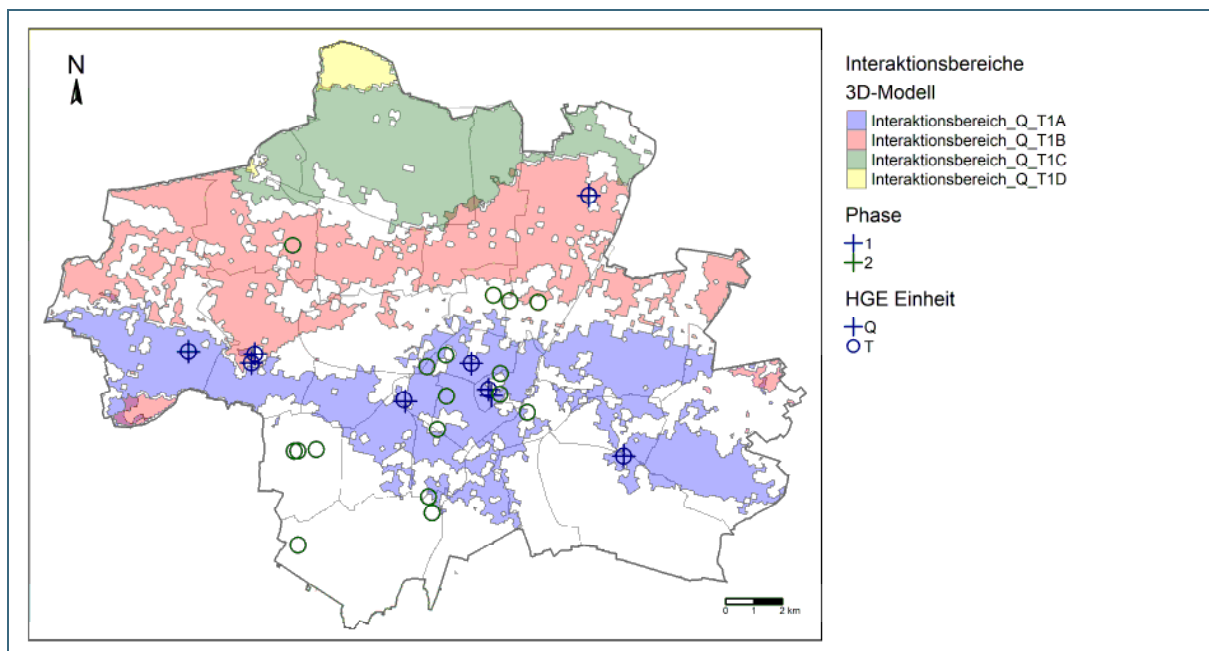 N
Interaktionsbereiche
3D-Modell
Interaktionsbereich_Q_T1A
Interaktionsbereich_Q_T1B
Interaktionsbereich_Q_T1C
Interaktionsbereich_Q_T1D
Phase
1
2
HGE Einheit
Q
T
0 1 2 km